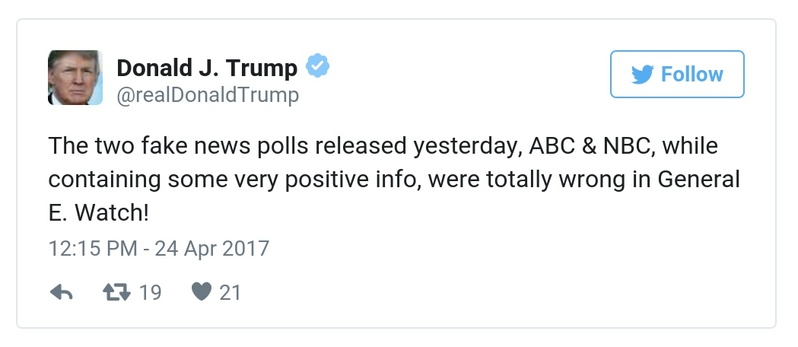 Donald J. Trump
@realDonaldTrump
Follow
The two fake news polls released yesterday, ABC & NBC, while
containing some very positive info, were totally wrong in General
E. Watch!
12:15 PM - 24 Apr 2017
19 21